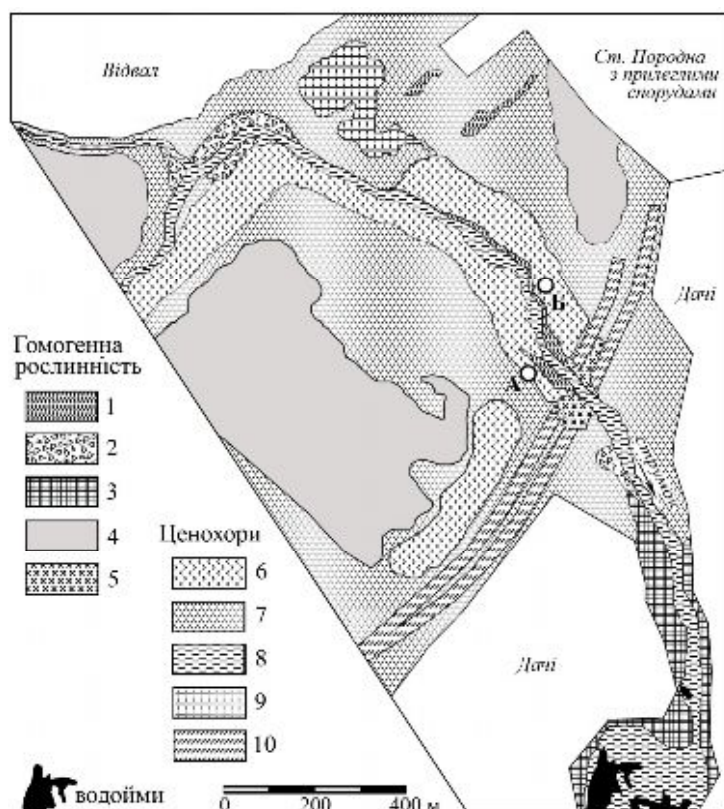 Відвал
Ст. Породна
з прилеглими
спорудами
Дачі
Б
А
Гомогенна
рослинність
1
2
3
4
5
Ценохори
6
7
8
9
10
Дачі
водойми
0 200 400 м